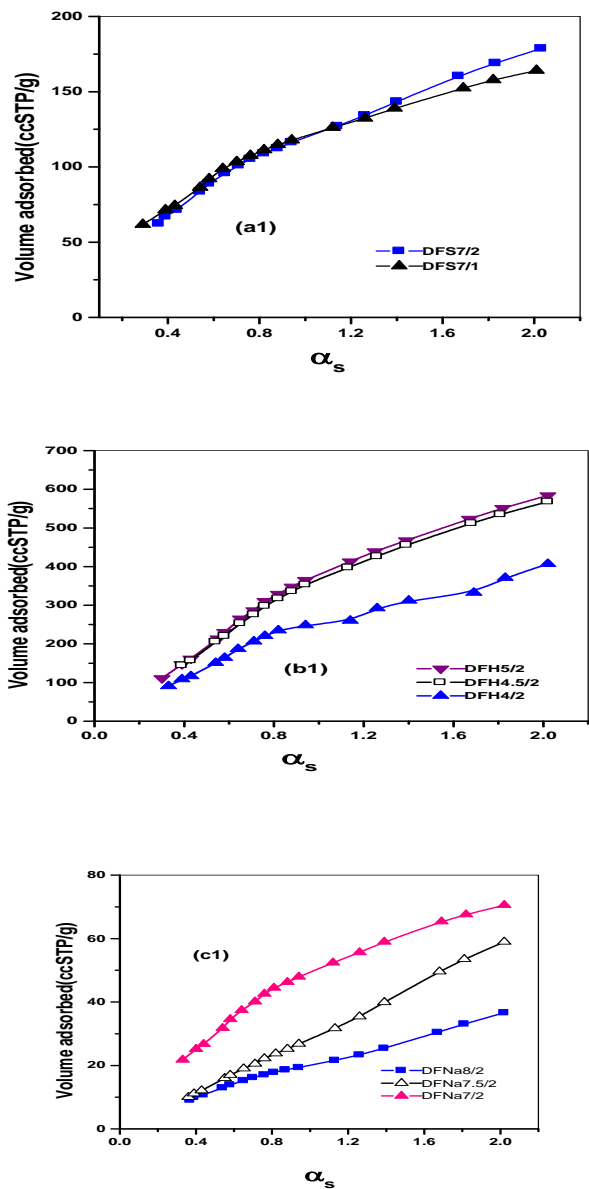 200
150
100
50
0
Volume adsorbed(ccSTP/g)
(a1)
DFS7/2
DFS7/1
0.4 0.8 1.2 1.6 2.0
αs
700
600
500
400
300
200
100
0
Volume adsorbed(ccSTP/g)
(b1)
DFH5/2
DFH4.5/2
DFH4/2
0.0 0.4 0.8 1.2 1.6 2.0
αs
80
60
40
20
0
Volume adsorbed(ccSTP/g)
(c1)
DFNa8/2
DFNa7.5/2
DFNa7/2
0.0 0.4 0.8 1.2 1.6 2.0
αs